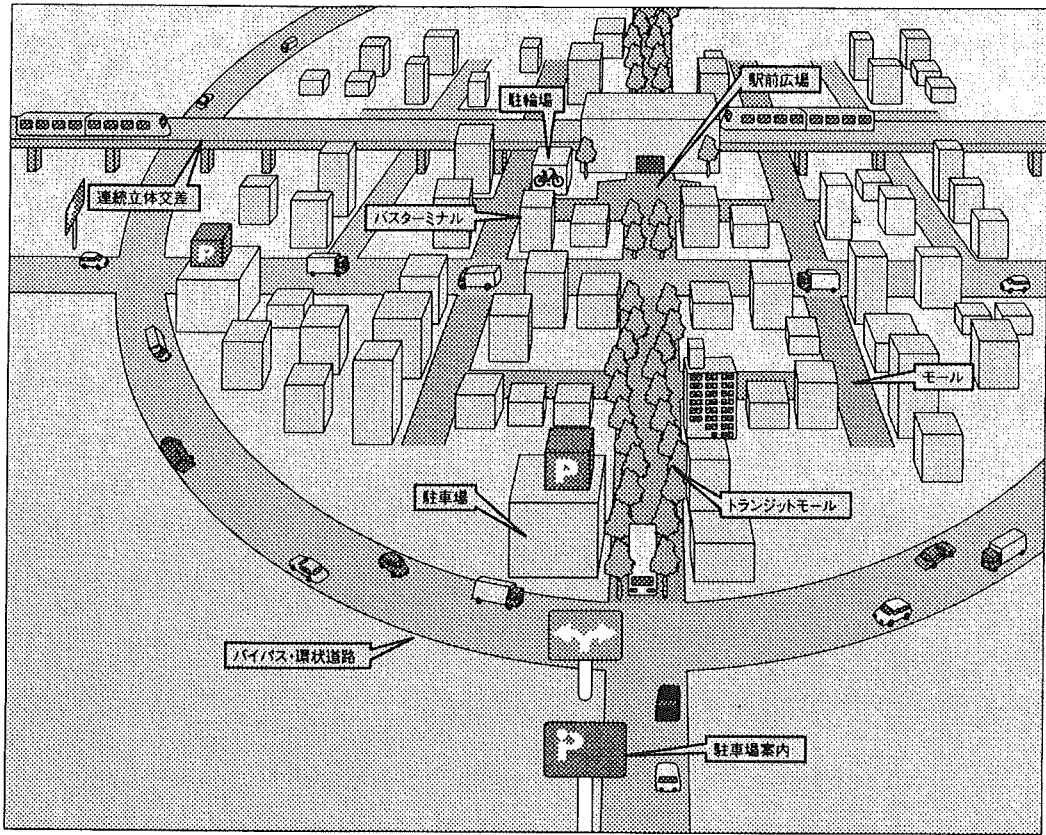 駅前広場
駐輪場
連続立体交差
バスターミナル
P
モール
P
駐車場
トランジットモール
バイパス・環状道路
P
駐車場案内